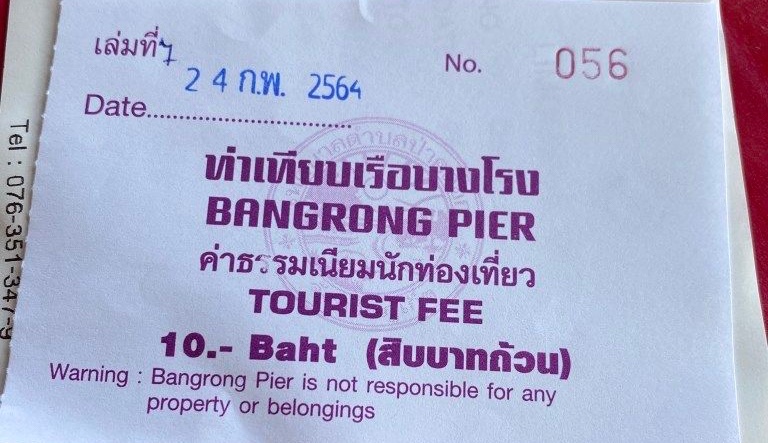 เล่มที่ 7
No. 056
24 ก.พ. 2564
Date..................................
ท่าเทียบเรือบางโรง
BANGRONG PIER
ค่าธรรมเนียมนักท่องเที่ยว
TOURIST FEE
10.- Baht (สิบบาทถ้วน)
Warning : Bangrong Pier is not responsible for any
property or belongings
Tel : 076-351-347-9